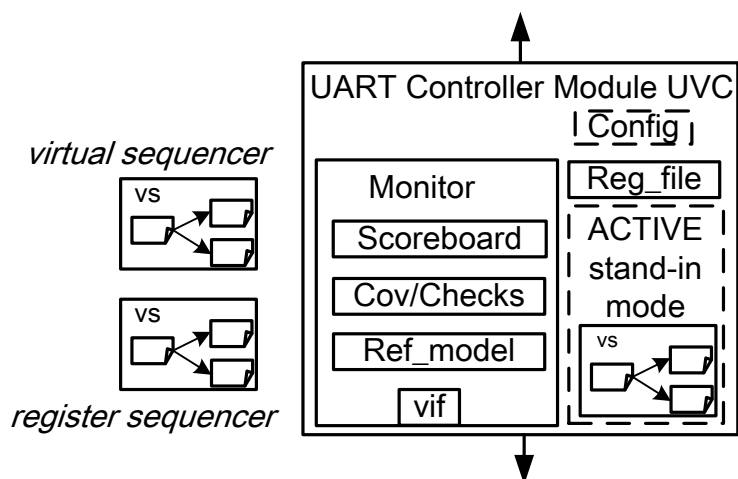 UART Controller Module UVC
Config
virtual sequencer
vs
Monitor
Reg_file
Scoreboard
ACTIVE
stand-in
mode
Cov/Checks
vs
Ref_model
vs
vif
register sequencer